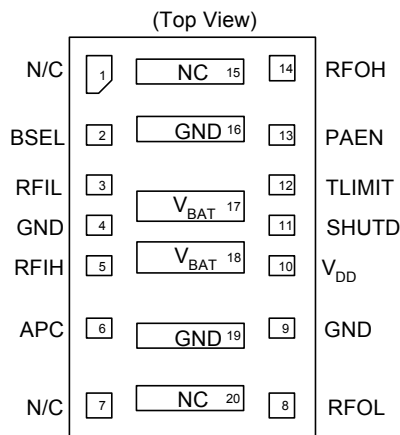 (Top View)
N/C 1 NC 15 14 RFOH
BSEL 2 GND 16 13 PAEN
RFIL 3 12 TLIMIT
VBAT 17
GND 4 11 SHUTD
RFIH 5 VBAT 18 10 VDD
APC 6 GND 19 9 GND
N/C 7 NC 20 8 RFOL